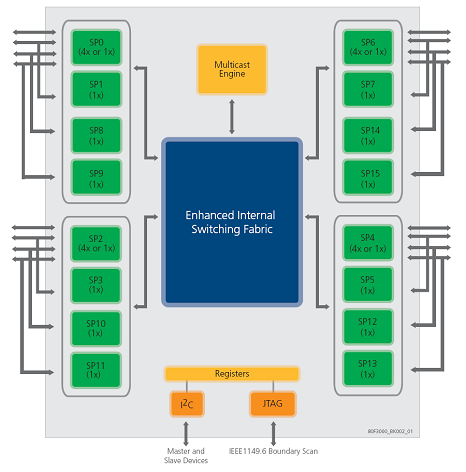 SP0
(4x or 1x)
SP1
(1x)
SP8
(1x)
SP9
(1x)
Multicast
Engine
SP6
(4x or 1x)
SP7
(1x)
SP14
(1x)
SP15
(1x)
Enhanced Internal
Switching Fabric
SP2
(4x or 1x)
SP3
(1x)
SP10
(1x)
SP11
(1x)
SP4
(4x or 1x)
SP5
(1x)
SP12
(1x)
SP13
(1x)
Registers
I2C
JTAG
Master and
Slave Devices
IEEE1149.6 Boundary Scan
80F3000_BK002_01